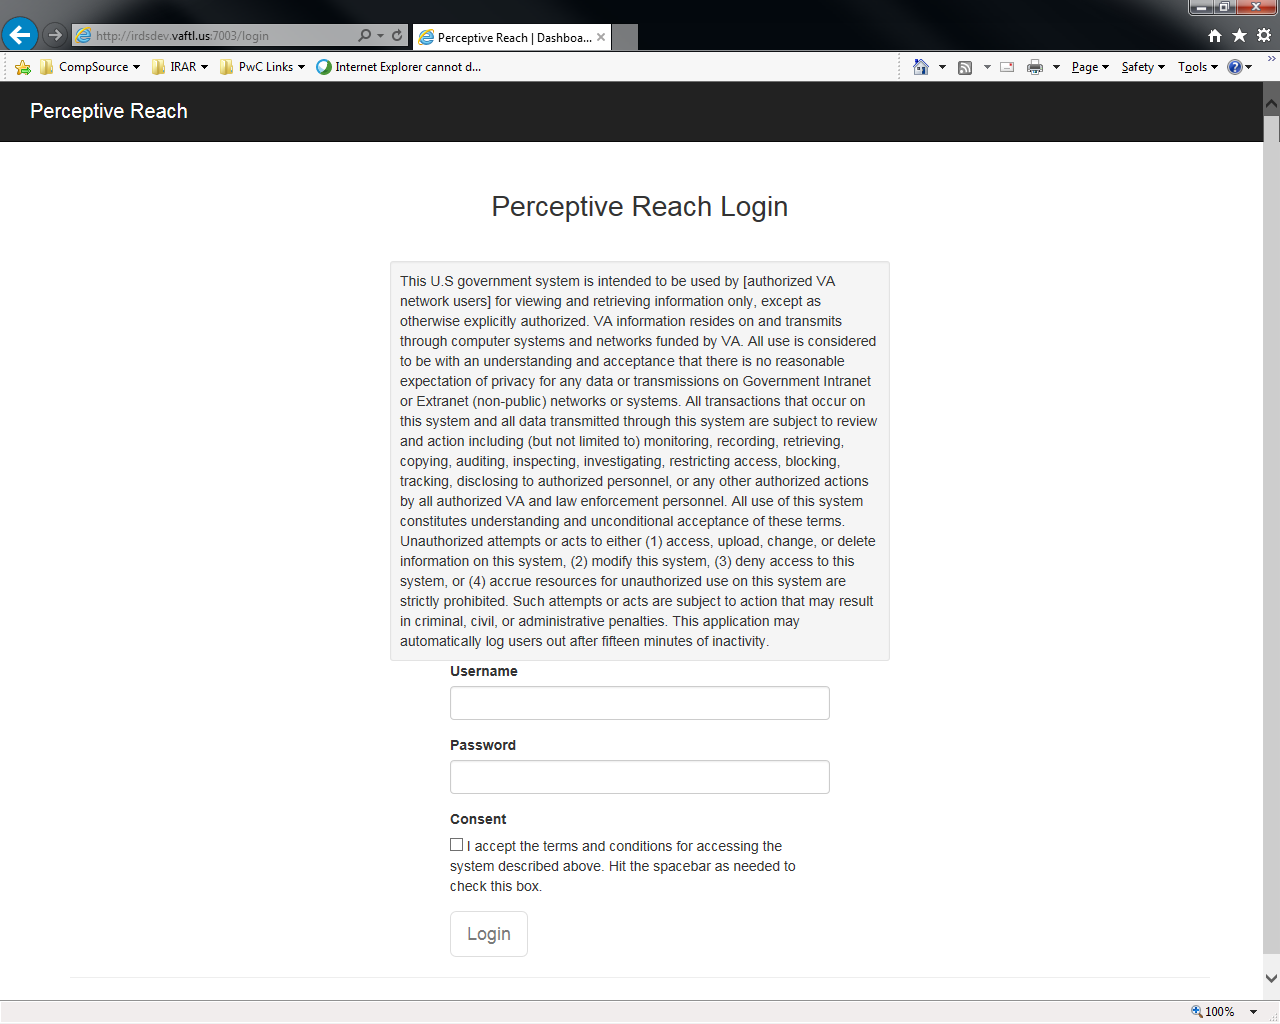 http://irdsdev.vaftl.us:7003/login
Perceptive Reach | Dashboa...
CompSource
IRAR
PwC Links
Internet Explorer cannot d...
Page
Safety
Tools
Perceptive Reach
Perceptive Reach Login
This U.S government system is intended to be used by [authorized VA
network users] for viewing and retrieving information only, except as
otherwise explicitly authorized. VA information resides on and transmits
through computer systems and networks funded by VA. All use is considered
to be with an understanding and acceptance that there is no reasonable
expectation of privacy for any data or transmissions on Government Intranet
or Extranet (non-public) networks or systems. All transactions that occur on
this system and all data transmitted through this system are subject to review
and action including (but not limited to) monitoring, recording, retrieving,
copying, auditing, inspecting, investigating, restricting access, blocking,
tracking, disclosing to authorized personnel, or any other authorized actions
by all authorized VA and law enforcement personnel. All use of this system
constitutes understanding and unconditional acceptance of these terms.
Unauthorized attempts or acts to either (1) access, upload, change, or delete
information on this system, (2) modify this system, (3) deny access to this
system, or (4) accrue resources for unauthorized use on this system are
strictly prohibited. Such attempts or acts are subject to action that may result
in criminal, civil, or administrative penalties. This application may
automatically log users out after fifteen minutes of inactivity.
Username
Password
Consent
I accept the terms and conditions for accessing the
system described above. Hit the spacebar as needed to
check this box.
Login
100%